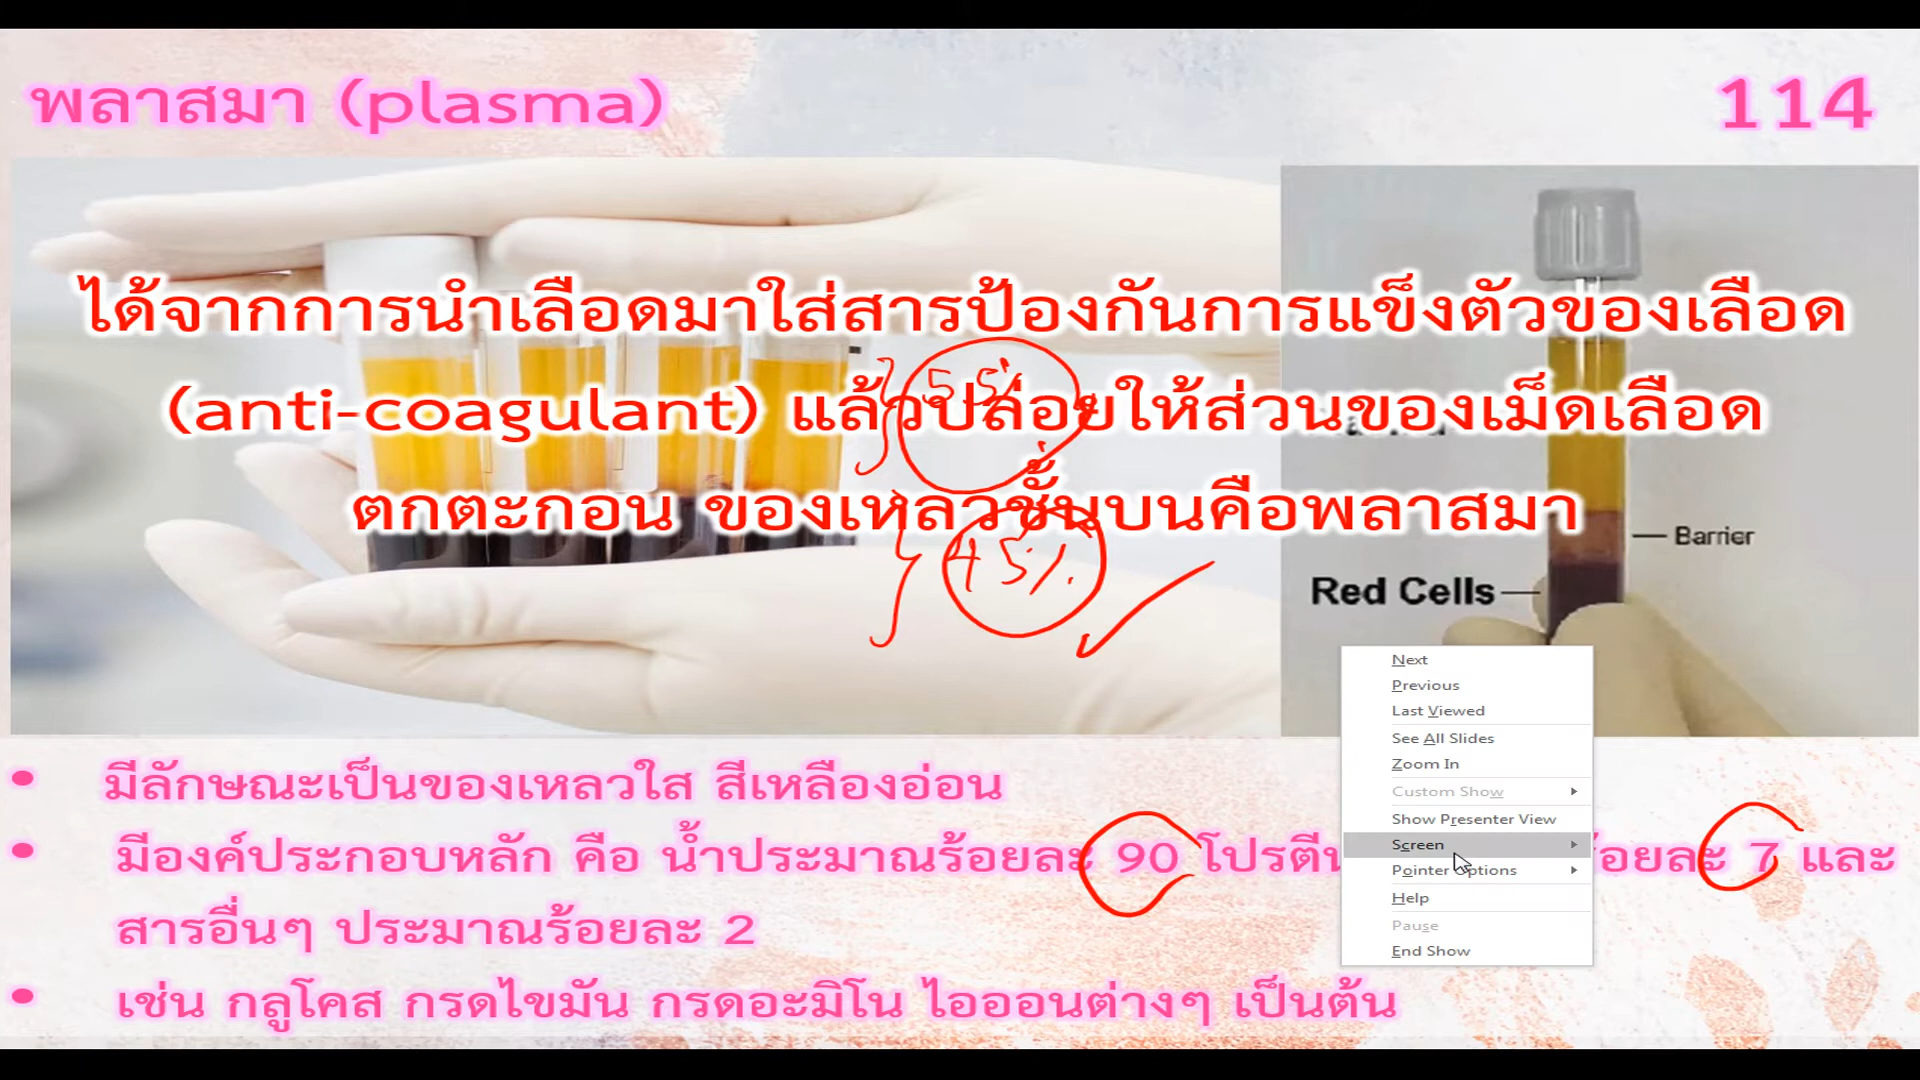 พลาสมา (plasma)
114
ได้จากการนำเลือดมาใส่สารป้องกันการแข็งตัวของเลือด
(anti-coagulant) แล้วปล่อยให้ส่วนของเม็ดเลือด
ตกตะกอน ของเหลวชั้นบนคือพลาสมา
55%
45%
Barrier
Red Cells
Next
Previous
Last Viewed
See All Slides
Zoom In
Custom Show
Show Presenter View
Screen
Pointer Options
Help
Pause
End Show
• มีลักษณะเป็นของเหลวใส สีเหลืองอ่อน
• มีองค์ประกอบหลัก คือ น้ำประมาณร้อยละ 90 โปรตีน ร้อยละ 7 และ
สารอื่นๆ ประมาณร้อยละ 2
• เช่น กลูโคส กรดไขมัน กรดอะมิโน ไอออนต่างๆ เป็นต้น